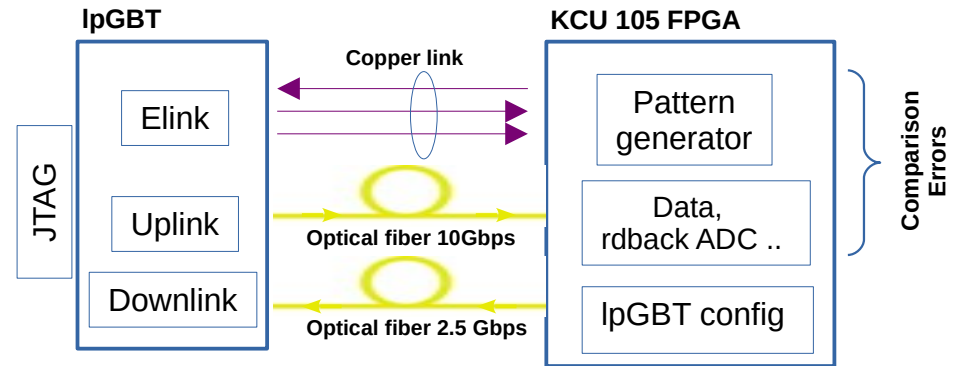 lpGBT
KCU 105 FPGA
Copper link
Elink
Pattern
generator
JTAG
Uplink
Optical fiber 10Gbps
Data,
rdback ADC ..
Comparison
Errors
Downlink
Optical fiber 2.5 Gbps
lpGBT config